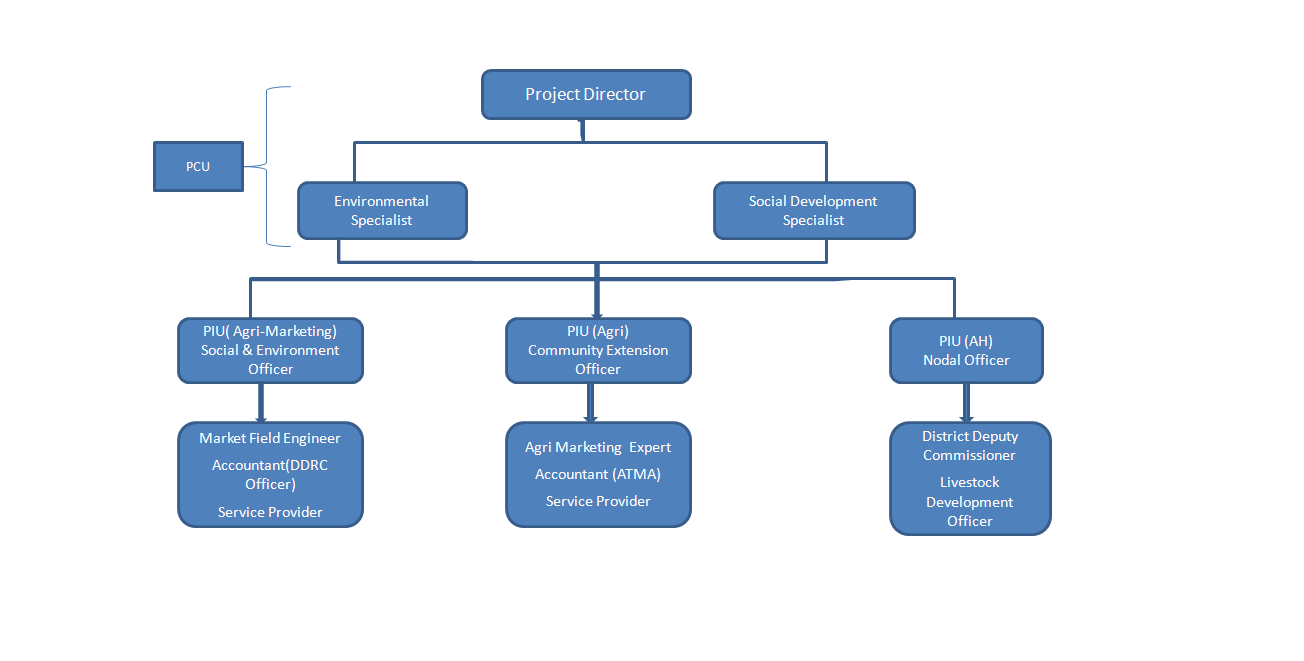 Project Director
PCU
Environmental
Specialist
Social Development
Specialist
PIU( Agri-Marketing)
Social & Environment
Officer
PIU (Agri)
Community Extension
Officer
PIU (AH)
Nodal Officer
Market Field Engineer
Accountant(DDRC
Officer)
Service Provider
Agri Marketing  Expert
Accountant (ATMA)
Service Provider
District Deputy
Commissioner
Livestock
Development
Officer